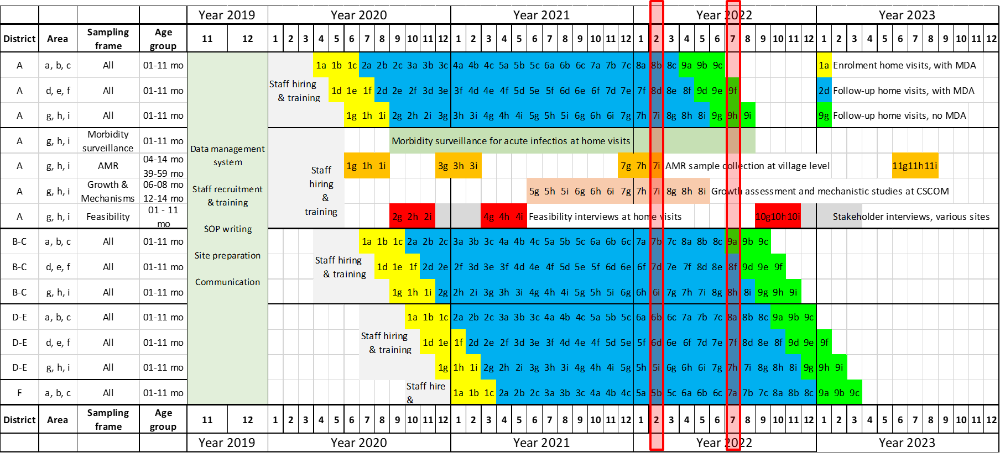 Year 2019 Year 2020 Year 2021 Year 2022 Year 2023
District Area Sampling frame Age group 11 12 1 2 3 4 5 6 7 8 9 10 11 12 1 2 3 4 5 6 7 8 9 10 11 12 1 2 3 4 5 6 7 8 9 10 11 12 1 2 3 4 5 6 7 8 9 10 11 12
A a, b, c All 01-11 mo 1a 1b 1c 2a 2b 2c 3a 3b 3c 4a 4b 4c 5a 5b 5c 6a 6b 6c 7a 7b 7c 8a 8b 8c 9a 9b 9c 1a Enrolment home visits, with MDA
A d, e, f All 01-11 mo Staff hiring & training 1d 1e 1f 2d 2e 2f 3d 3e 3f 4d 4e 4f 5d 5e 5f 6d 6e 6f 7d 7e 7f 8d 8e 8f 9d 9e 9f 2d Follow-up home visits, with MDA
A g, h, i All 01-11 mo 1g 1h 1i 2g 2h 2i 3g 3h 3i 4g 4h 4i 5g 5h 5i 6g 6h 6i 7g 7h 7i 8g 8h 8i 9g 9h 9i 9g Follow-up home visits, no MDA
A g, h, i Morbidity surveillance 01-11 mo Morbidity surveillance for acute infectios at home visits
Data management system
A g, h, i AMR 04-14 mo 39-59 mo 1g 1h 1i 3g 3h 3i 7g 7h 7i AMR sample collection at village level 11g 11h 11i
Staff hiring & training
A g, h, i Growth & Mechanisms 06-08 mo 12-14 mo 5g 5h 5i 6g 6h 6i 7g 7h 7i 8g 8h 8i Growth assessment and mechanistic studies at CSCOM
Staff recruitment & training
A g, h, i Feasibility 01 - 11 mo 2g 2h 2i 4g 4h 4i Feasibility interviews at home visits 10g 10h 10i Stakeholder interviews, various sites
SOP writing
B-C a, b, c All 01-11 mo 1a 1b 1c 2a 2b 2c 3a 3b 3c 4a 4b 4c 5a 5b 5c 6a 6b 6c 7a 7b 7c 8a 8b 8c 9a 9b 9c
Site preparation
B-C d, e, f All 01-11 mo Staff hiring & training 1d 1e 1f 2d 2e 2f 3d 3e 3f 4d 4e 4f 5d 5e 5f 6d 6e 6f 7d 7e 7f 8d 8e 8f 9d 9e 9f
Communication
B-C g, h, i All 01-11 mo 1g 1h 1i 2g 2h 2i 3g 3h 3i 4g 4h 4i 5g 5h 5i 6g 6h 6i 7g 7h 7i 8g 8h 8i 9g 9h 9i
D-E a, b, c All 01-11 mo 1a 1b 1c 2a 2b 2c 3a 3b 3c 4a 4b 4c 5a 5b 5c 6a 6b 6c 7a 7b 7c 8a 8b 8c 9a 9b 9c
D-E d, e, f All 01-11 mo Staff hiring & training 1d 1e 1f 2d 2e 2f 3d 3e 3f 4d 4e 4f 5d 5e 5f 6d 6e 6f 7d 7e 7f 8d 8e 8f 9d 9e 9f
D-E g, h, i All 01-11 mo 1g 1h 1i 2g 2h 2i 3g 3h 3i 4g 4h 4i 5g 5h 5i 6g 6h 6i 7g 7h 7i 8g 8h 8i 9g 9h 9i
F a, b, c All 01-11 mo Staff hire & 1a 1b 1c 2a 2b 2c 3a 3b 3c 4a 4b 4c 5a 5b 5c 6a 6b 6c 7a 7b 7c 8a 8b 8c 9a 9b 9c
District Area Sampling frame Age group 11 12 1 2 3 4 5 6 7 8 9 10 11 12 1 2 3 4 5 6 7 8 9 10 11 12 1 2 3 4 5 6 7 8 9 10 11 12 1 2 3 4 5 6 7 8 9 10 11 12
Year 2019 Year 2020 Year 2021 Year 2022 Year 2023